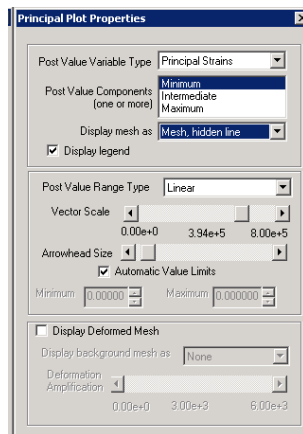 Principal Plot Properties
Post Value Variable Type Principal Strains
Post Value Components
(one or more)
Minimum
Intermediate
Maximum
Display mesh as Mesh, hidden line
Display legend
Post Value Range Type Linear
Vector Scale
0.00e+0 3.94e+5 8.00e+5
Arrowhead Size
Automatic Value Limits
Minimum 0.00000 Maximum 0.000000
Display Deformed Mesh
Display background mesh as None
Deformation
Amplification
0.00e+0 3.00e+3 6.00e+3